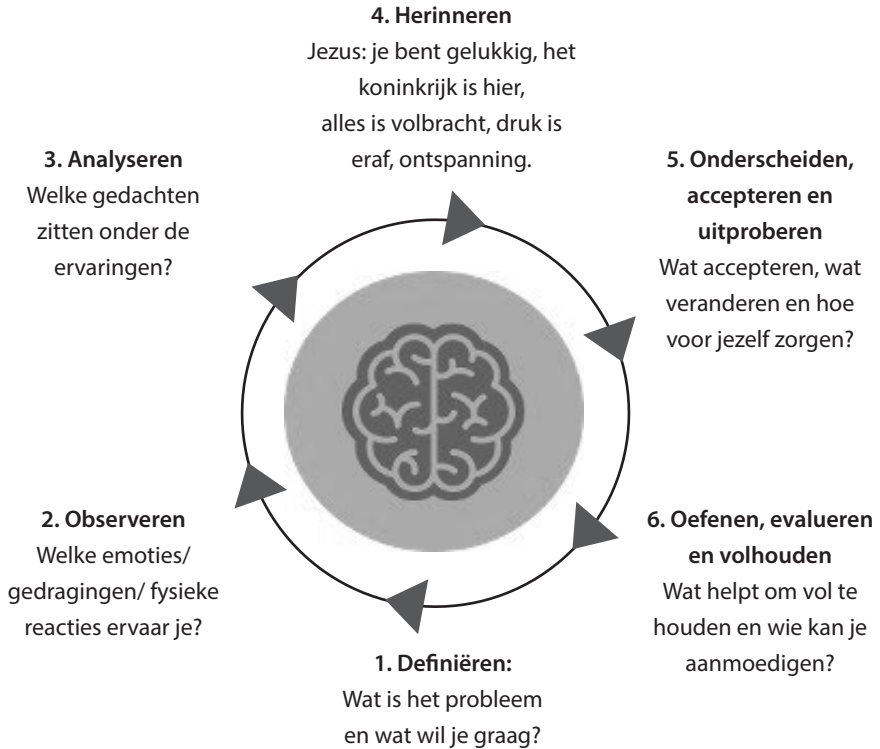 4. Herinneren
Jezus: je bent gelukkig, het
koninkrijk is hier,
alles is volbracht, druk is
eraf, ontspanning.
3. Analyseren
Welke gedachten
zitten onder de
ervaringen?
5. Onderscheiden,
accepteren en
uitproberen
Wat accepteren, wat
veranderen en hoe
voor jezelf zorgen?
2. Observeren
Welke emoties/
gedragingen/ fysieke
reacties ervaar je?
6. Oefenen, evalueren
en volhouden
Wat helpt om vol te
houden en wie kan je
aanmoedigen?
1. Definiëren:
Wat is het probleem
en wat wil je graag?